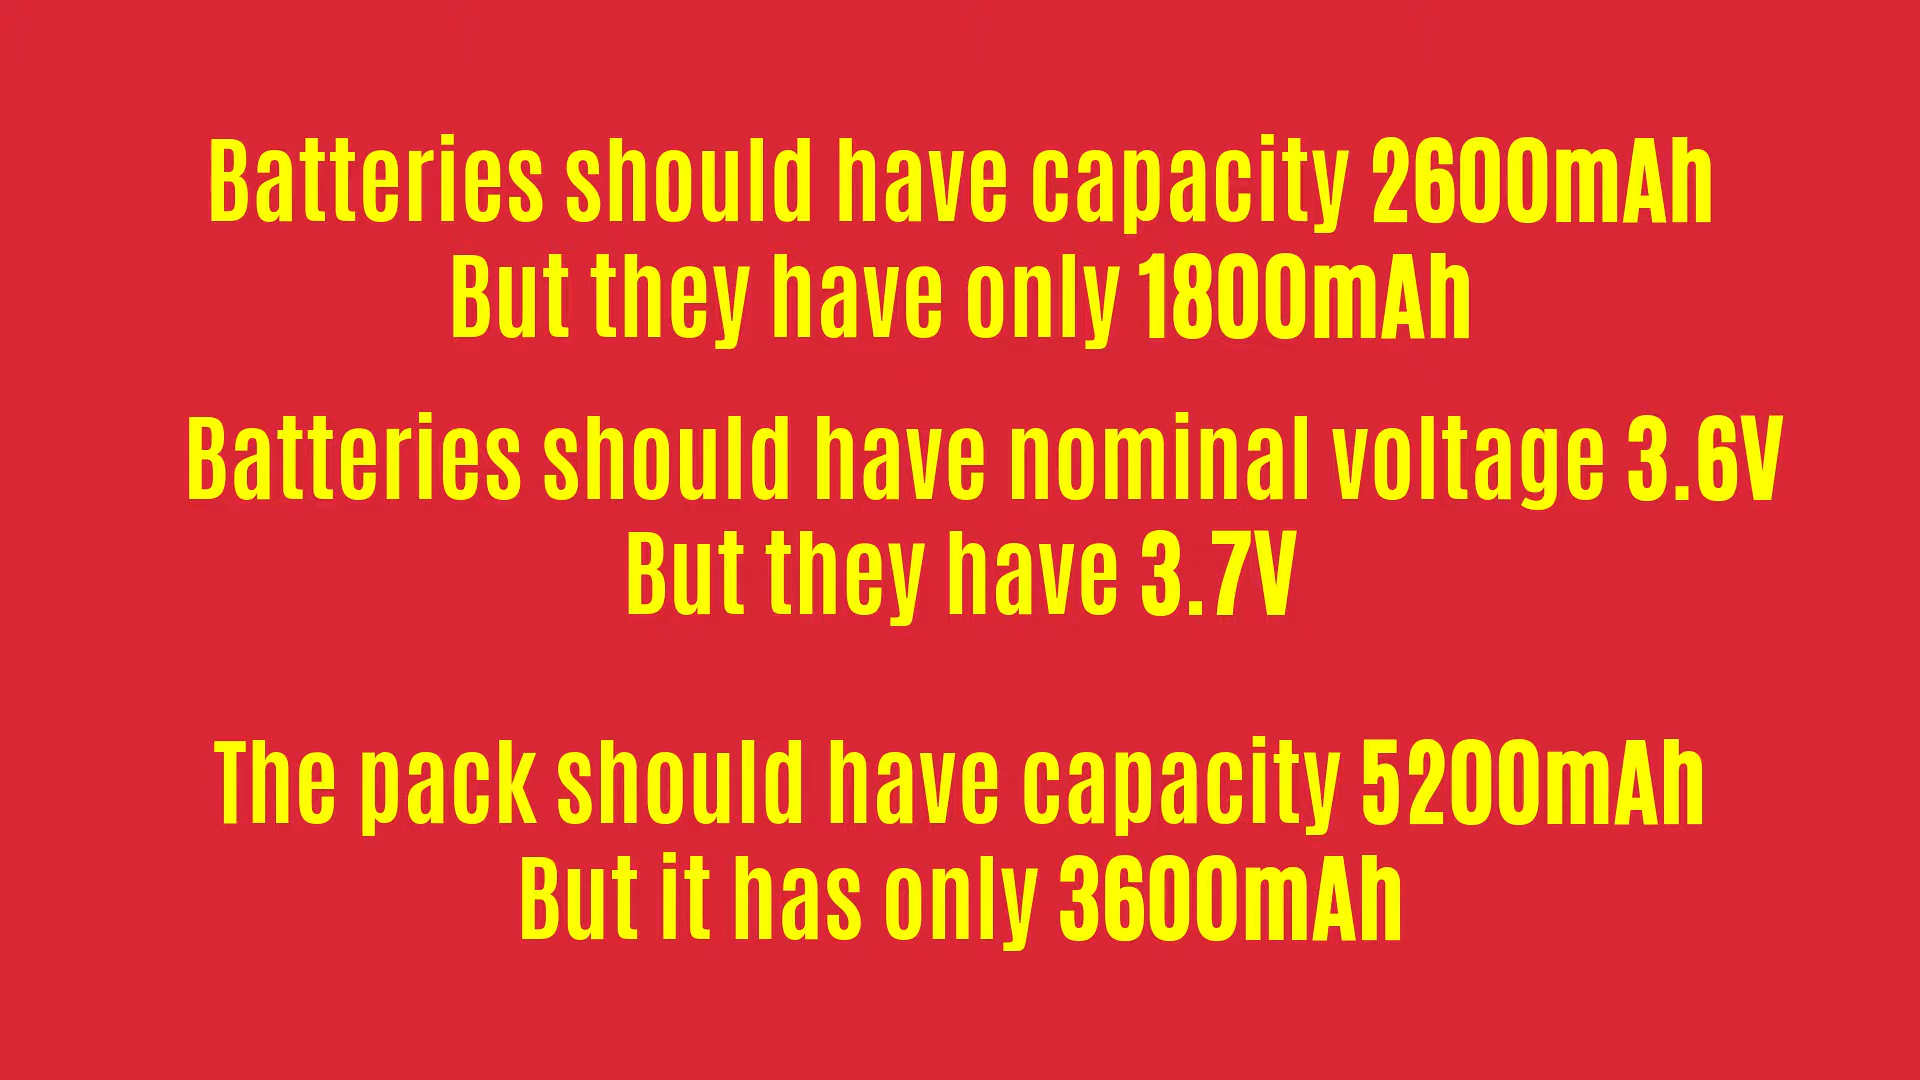 Batteries should have capacity 2600mAh
But they have only 1800mAh
Batteries should have nominal voltage 3.6V
But they have 3.7V
The pack should have capacity 5200mAh
But it has only 3600mAh